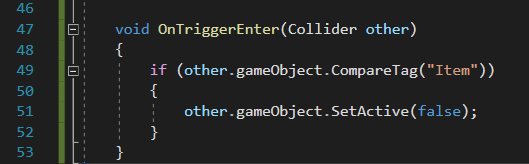 46
47 void OnTriggerEnter(Collider other)
48 {
49 if (other.gameObject.CompareTag("Item"))
50 {
51 other.gameObject.SetActive(false);
52 }
53 }